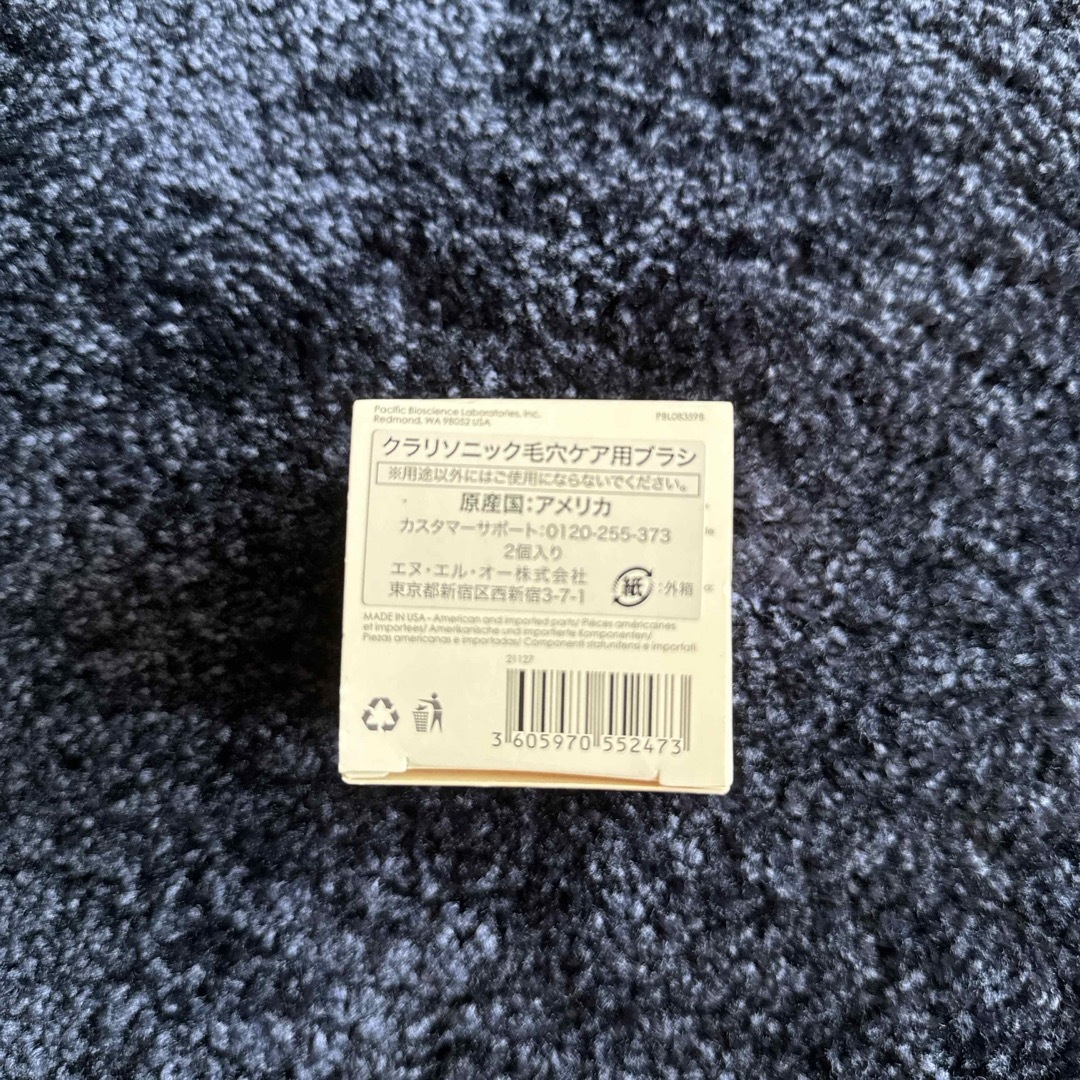 Pacific Bioscience Laboratories, Inc.
Redmond, WA 98052 USA
PBL08359B
クラリソニック毛穴ケア用ブラシ
※用途以外にはご使用にならないでください。
原産国:アメリカ
カスタマーサポート:0120-255-373
2個入り
エヌ・エル・オー株式会社
東京都新宿区西新宿3-7-1
紙 :外箱
MADE IN USA - American and imported parts/ Pièces américaines
et importées/ Amerikanische und importierte Komponenten/
Piezas americanas e importadas/ Componenti statunitensi e importati
21127
3 605970 552473